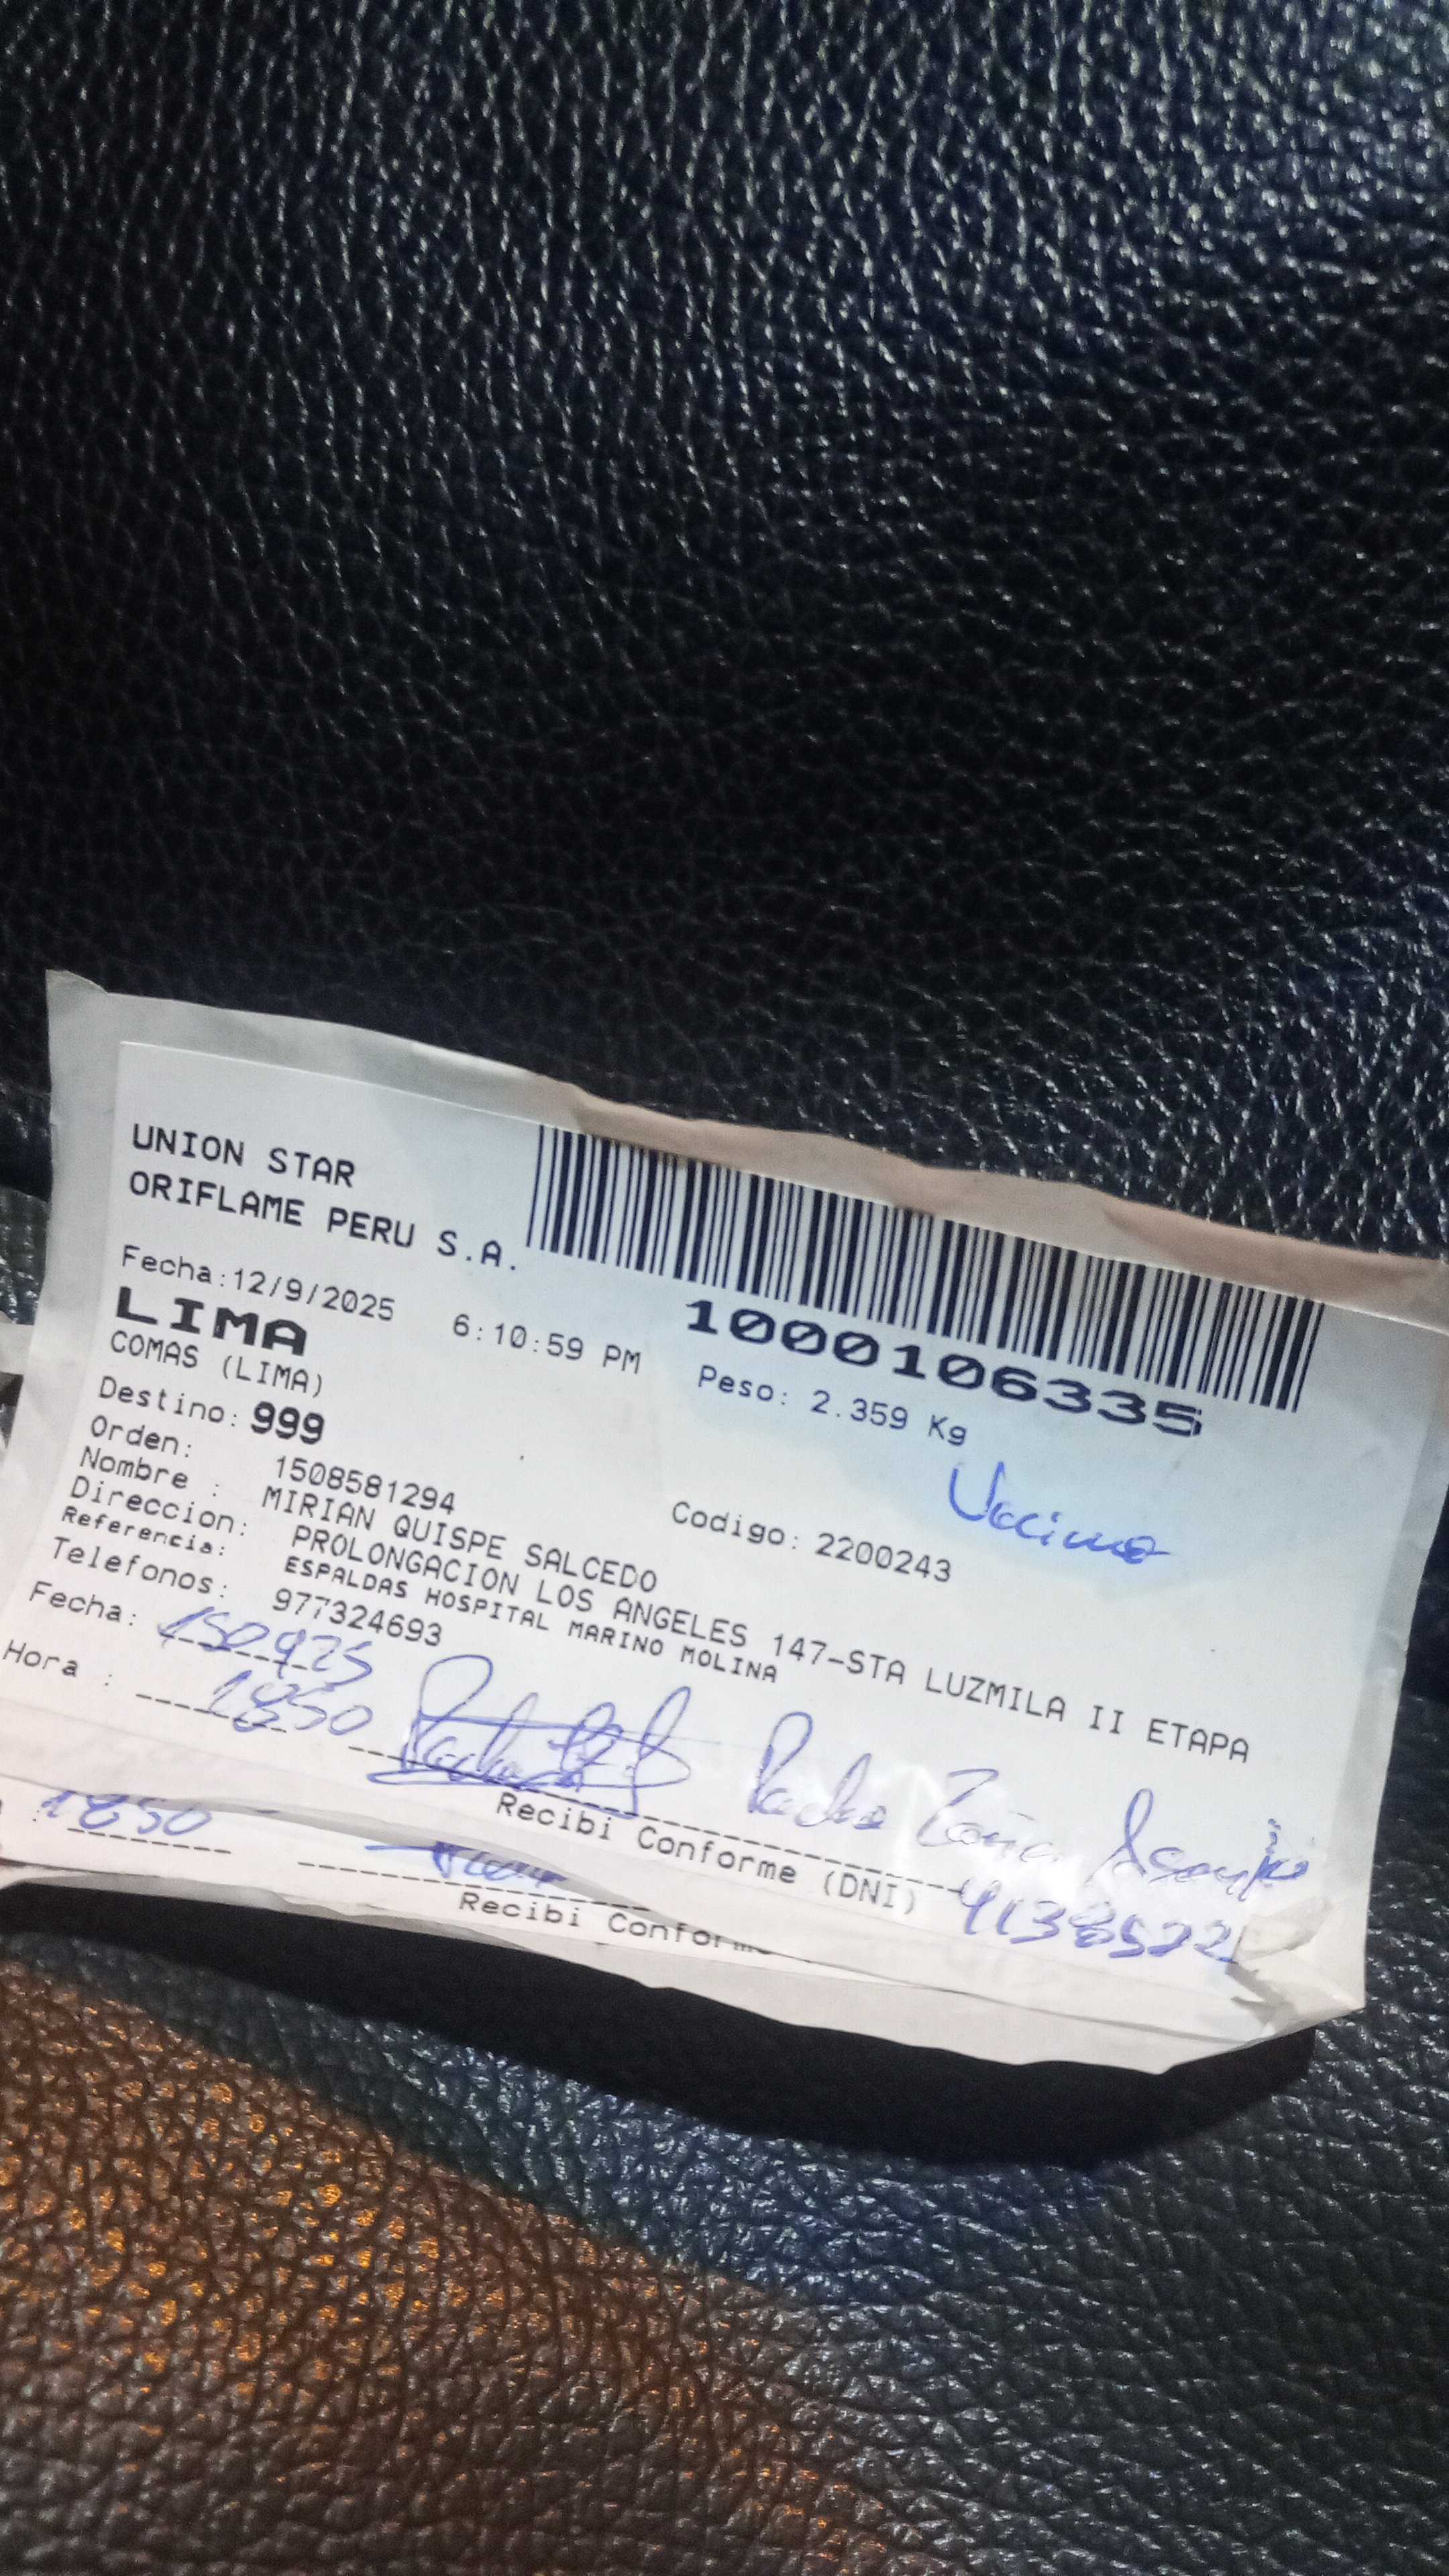 UNION STAR
ORIFLAME PERU S.A.
Fecha:12/9/2025 6:10:59 PM
1000106335
LIMA
Peso: 2.359 Kg
COMAS (LIMA)
Vecino
Destino: 999
Orden: 1508581294
Codigo: 2200243
Nombre : MIRIAN QUISPE SALCEDO
Direccion: PROLONGACION LOS ANGELES 147-STA LUZMILA II ETAPA
Referencia: ESPALDAS HOSPITAL MARINO MOLINA
Telefonos: 977324693
Fecha: 150925
Hora : 1850
Recibi Conforme (DNI)
1850
Recibi Conforme